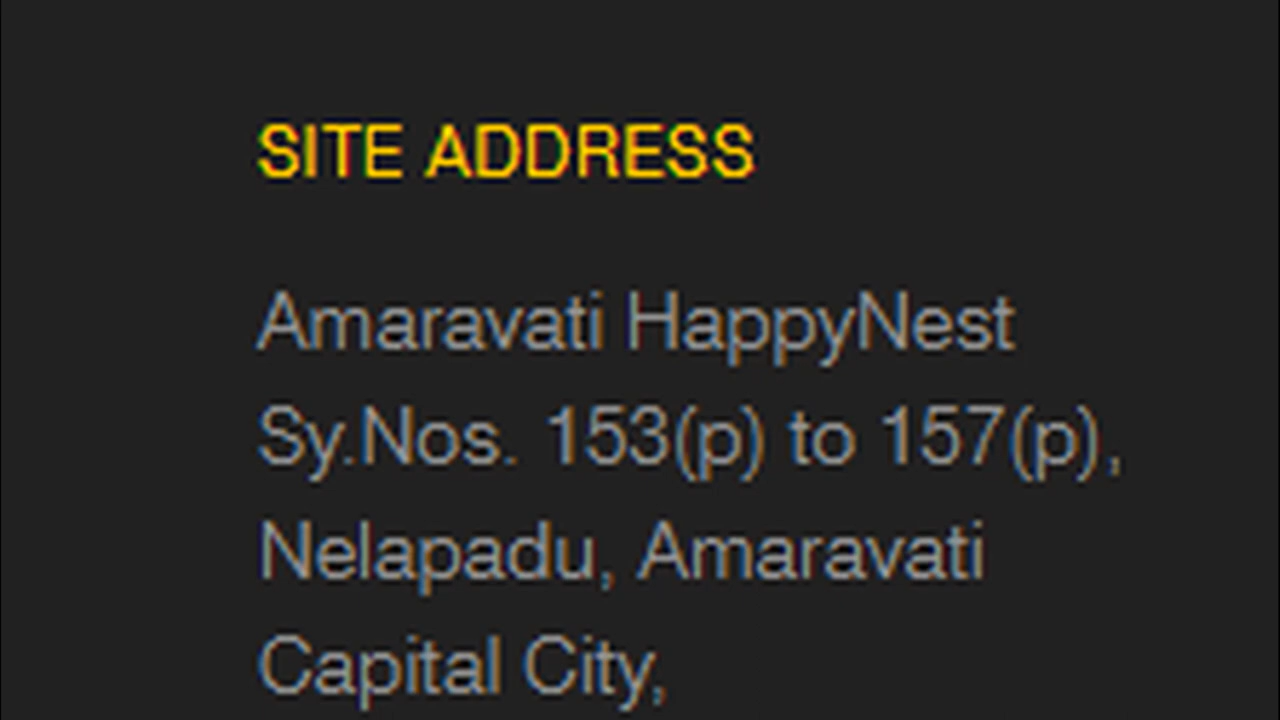 SITE ADDRESS
Amaravati HappyNest
Sy.Nos. 153(p) to 157(p),
Nelapadu, Amaravati
Capital City,